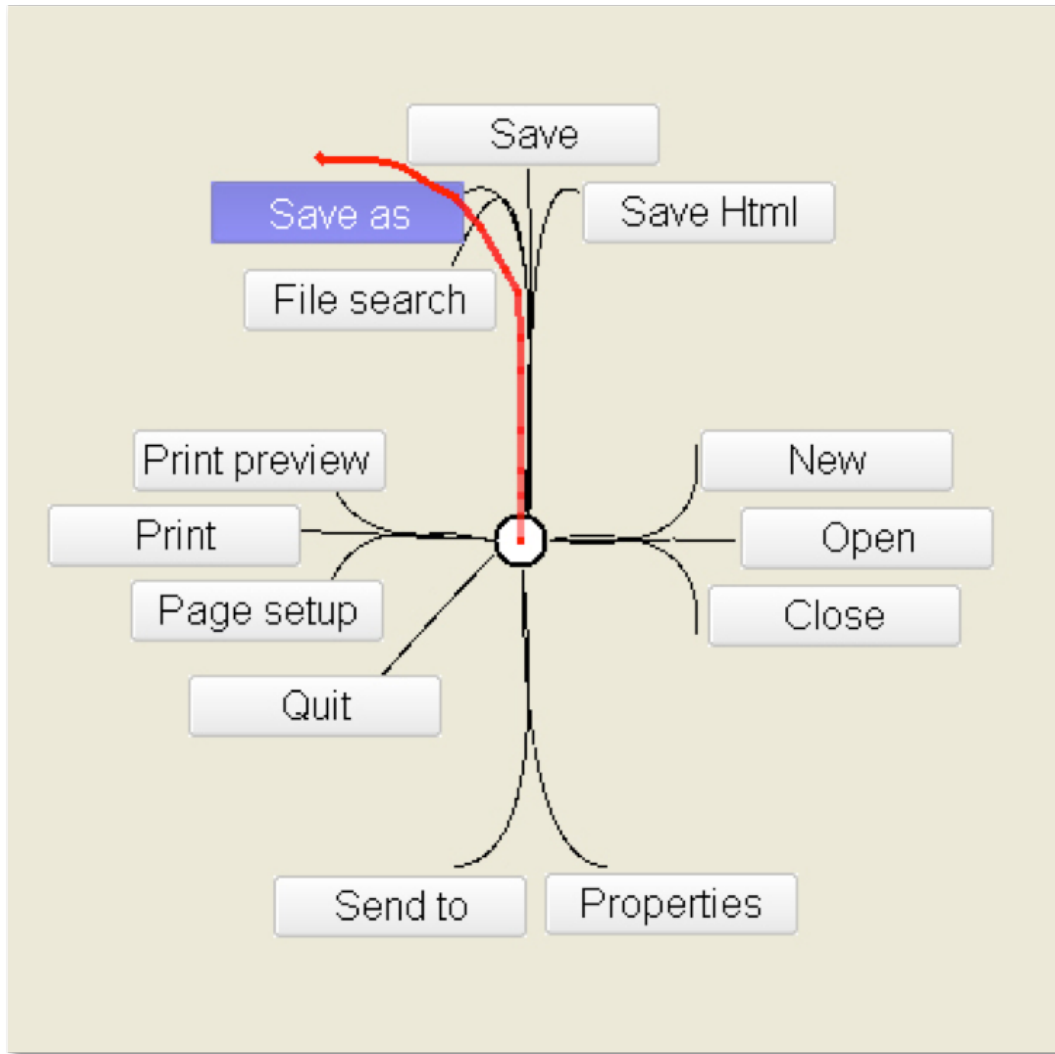 Save
Save as
Save Html
File search
Print preview
New
Print
Open
Page setup
Close
Quit
Send to
Properties